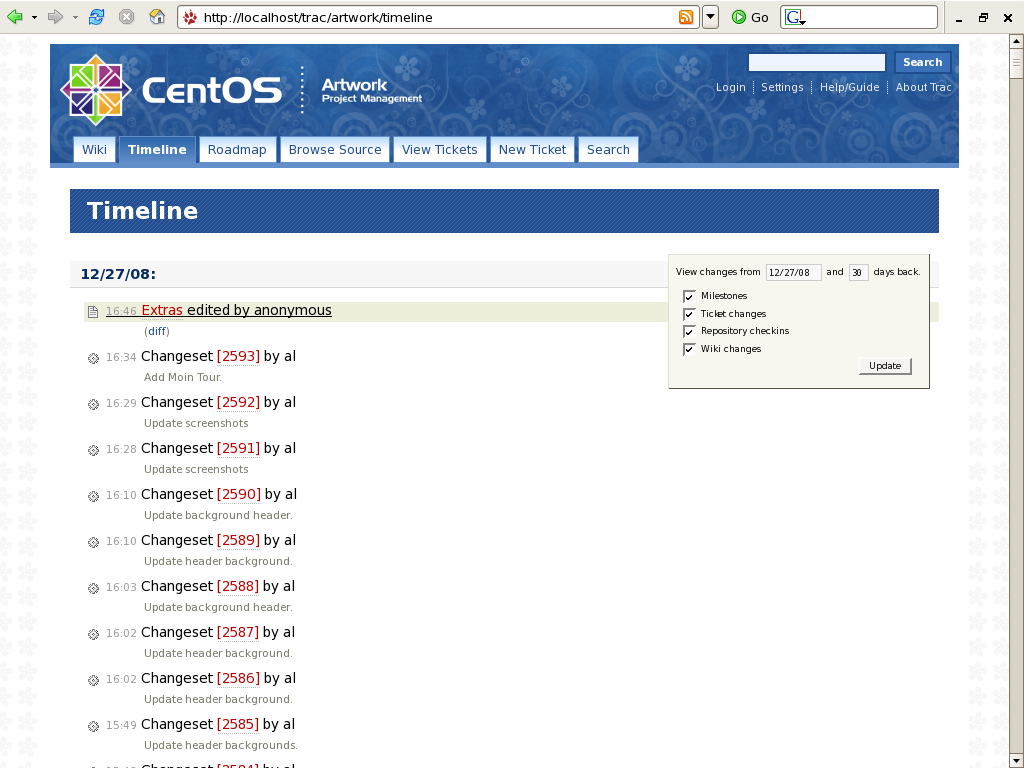 http://localhost/trac/artwork/timeline
Go
G
CentOS
Artwork
Project Management
Search
Login
Settings
Help/Guide
About Trac
Wiki
Timeline
Roadmap
Browse Source
View Tickets
New Ticket
Search
Timeline
12/27/08:
View changes from 12/27/08 and 30 days back.
Milestones
Ticket changes
Repository checkins
Wiki changes
Update
16:46 Extras edited by anonymous
(diff)
16:34 Changeset [2593] by al
Add Moin Tour.
16:29 Changeset [2592] by al
Update screenshots
16:28 Changeset [2591] by al
Update screenshots
16:10 Changeset [2590] by al
Update background header.
16:10 Changeset [2589] by al
Update header background.
16:03 Changeset [2588] by al
Update background header.
16:02 Changeset [2587] by al
Update header background.
16:02 Changeset [2586] by al
Update header background.
15:49 Changeset [2585] by al
Update header backgrounds.